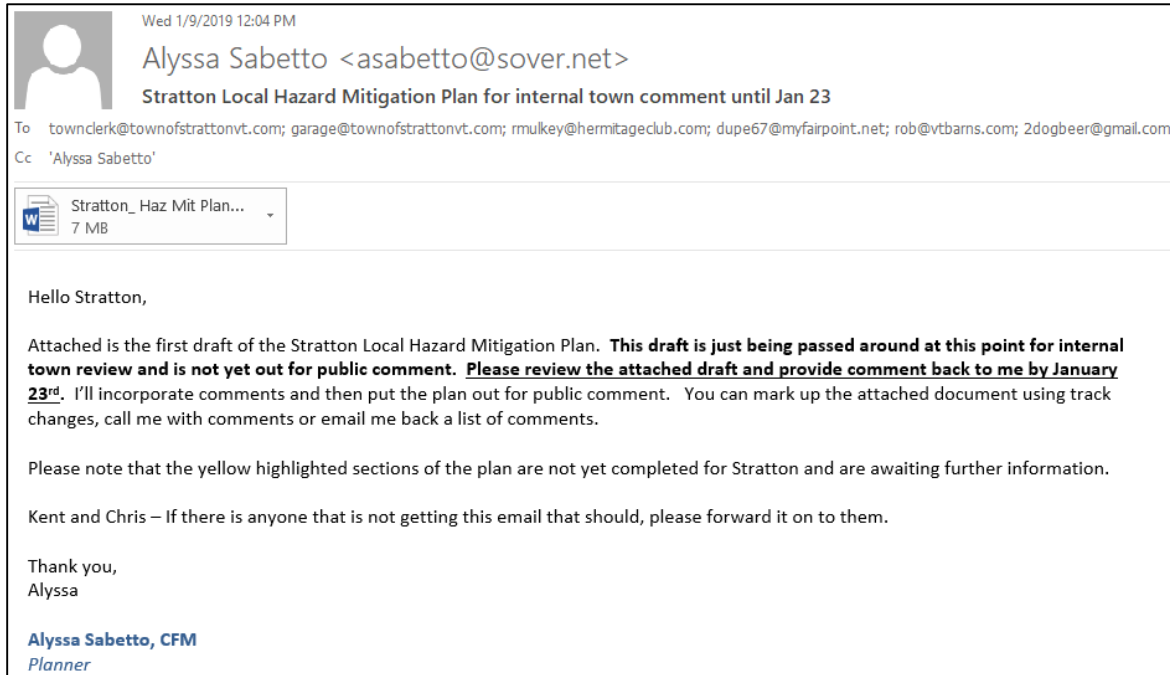 Wed 1/9/2019 12:04 PM
Alyssa Sabetto <asabetto@sover.net>
Stratton Local Hazard Mitigation Plan for internal town comment until Jan 23
To townclerk@townofstrattonvt.com; garage@townofstrattonvt.com; rmulkey@hermitageclub.com; dupe67@myfairpoint.net; rob@vtbarns.com; 2dogbeer@gmail.com
Cc 'Alyssa Sabetto'
W
Stratton_ Haz Mit Plan...
7 MB
Hello Stratton,
Attached is the first draft of the Stratton Local Hazard Mitigation Plan. This draft is just being passed around at this point for internal
town review and is not yet out for public comment. Please review the attached draft and provide comment back to me by January
23rd. I'll incorporate comments and then put the plan out for public comment. You can mark up the attached document using track
changes, call me with comments or email me back a list of comments.
Please note that the yellow highlighted sections of the plan are not yet completed for Stratton and are awaiting further information.
Kent and Chris – If there is anyone that is not getting this email that should, please forward it on to them.
Thank you,
Alyssa
Alyssa Sabetto, CFM
Planner